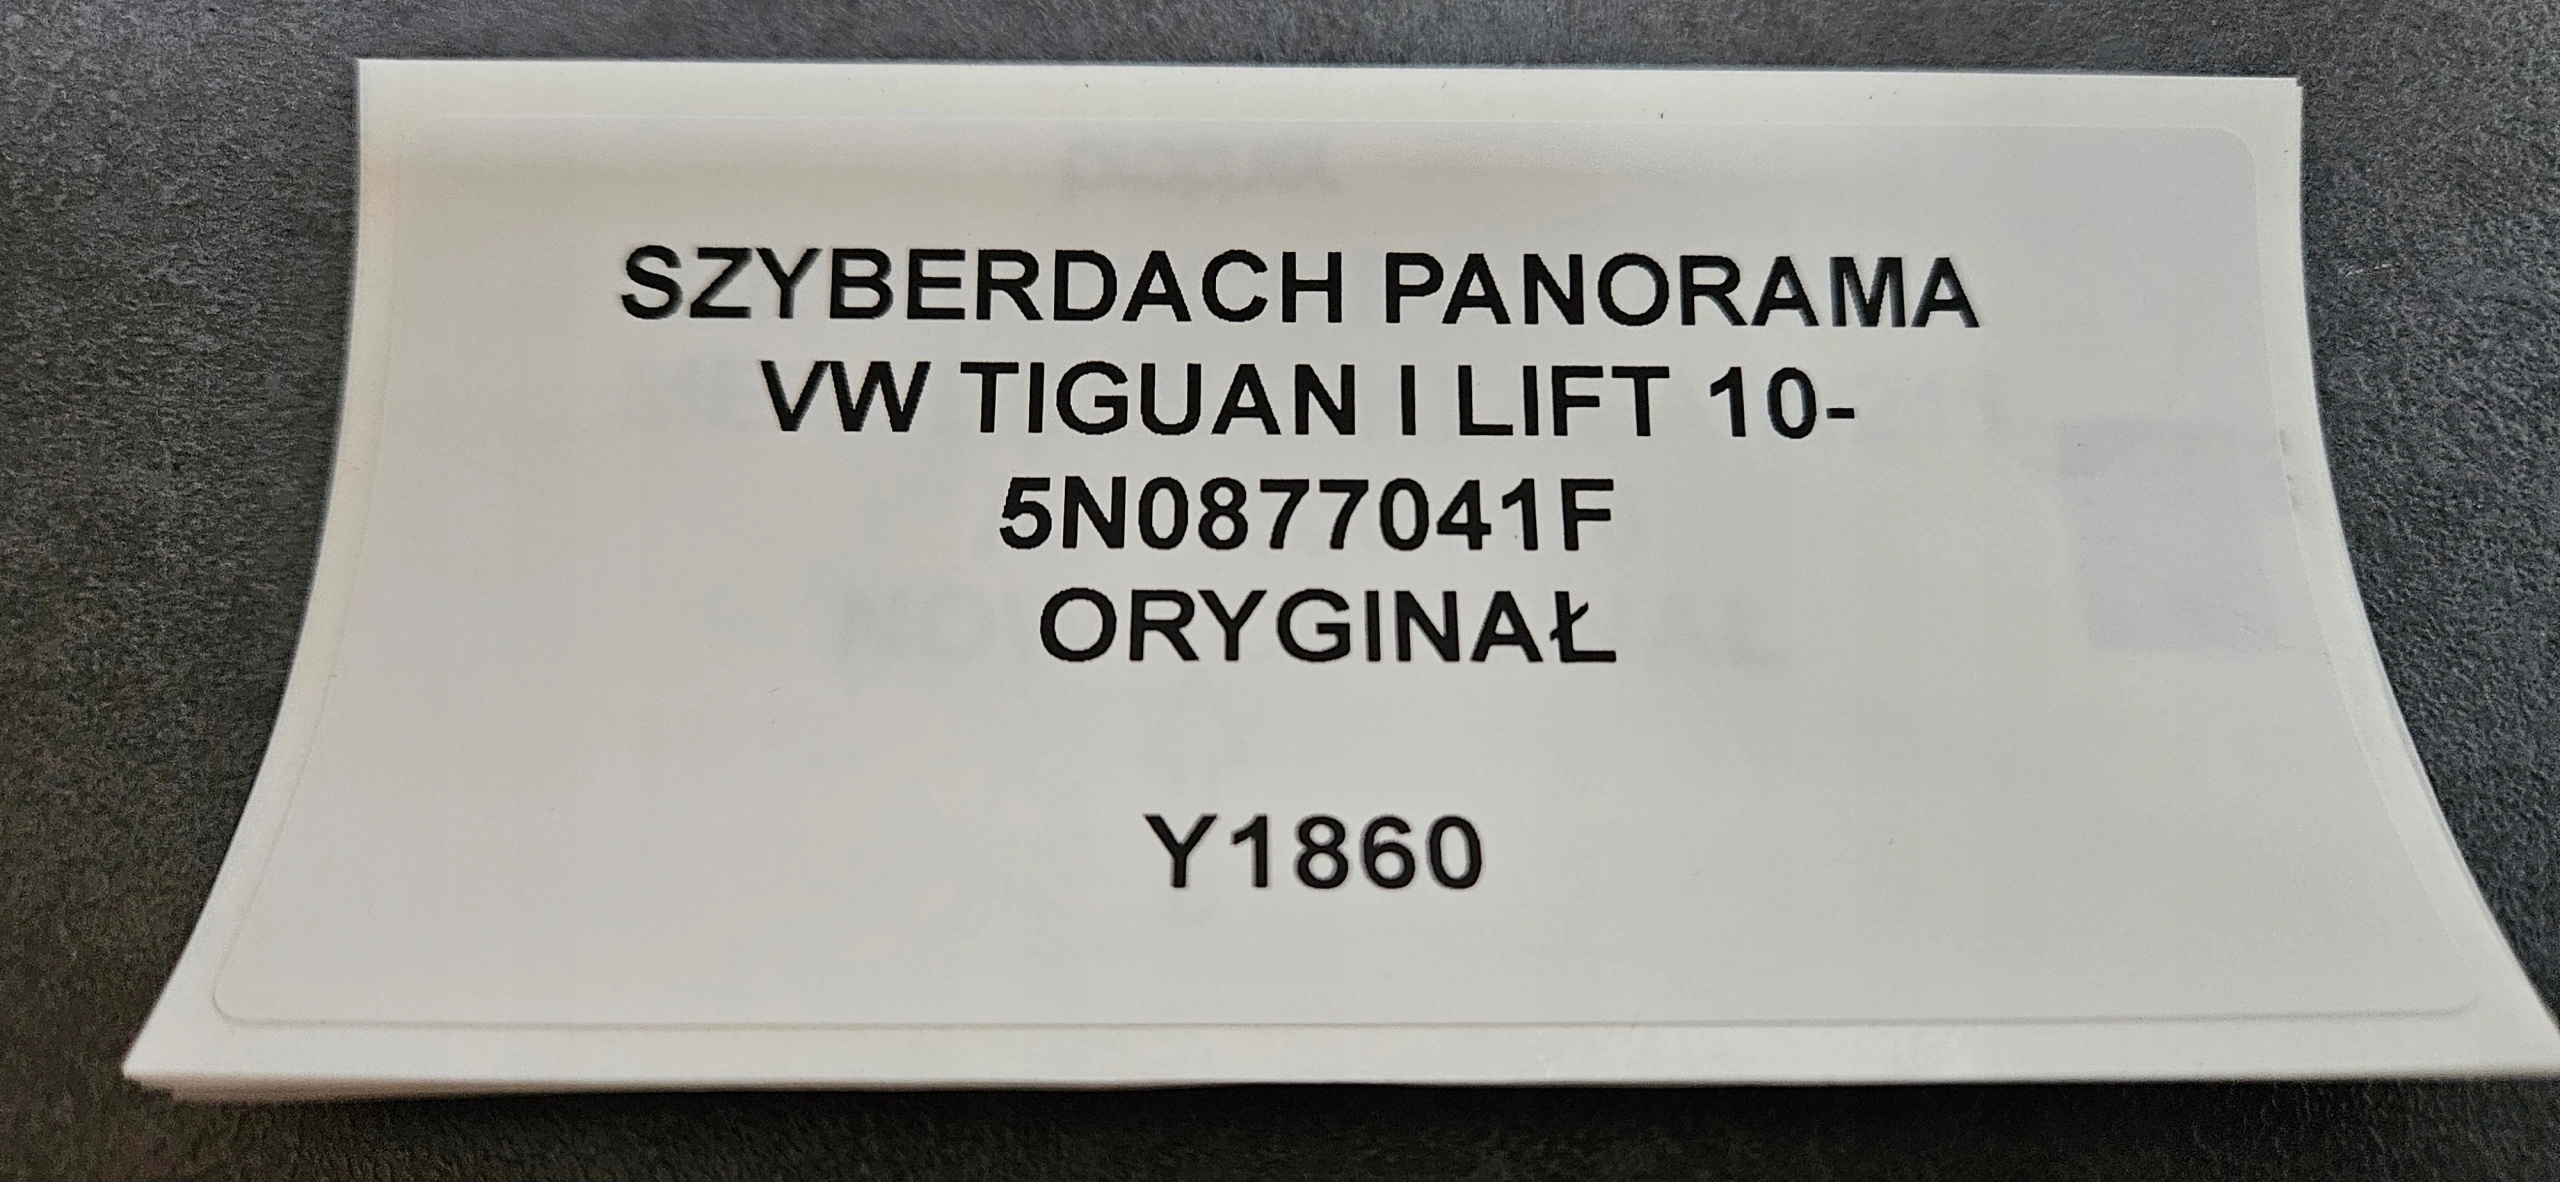 SZYBERDACH PANORAMA
VW TIGUAN I LIFT 10-
5N0877041F
ORYGINAŁ
Y1860